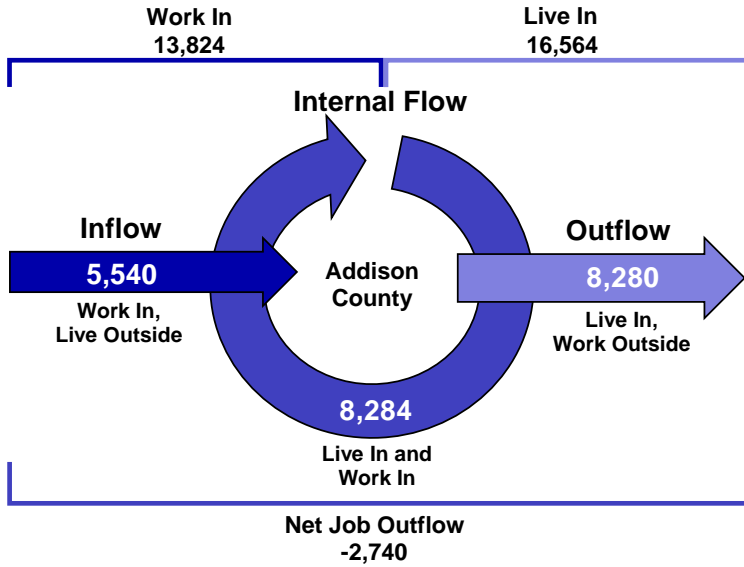 Work In
13,824
Live In
16,564
Internal Flow
Inflow
5,540
Work In,
Live Outside
Addison
County
Outflow
8,280
Live In,
Work Outside
8,284
Live In and
Work In
Net Job Outflow
-2,740